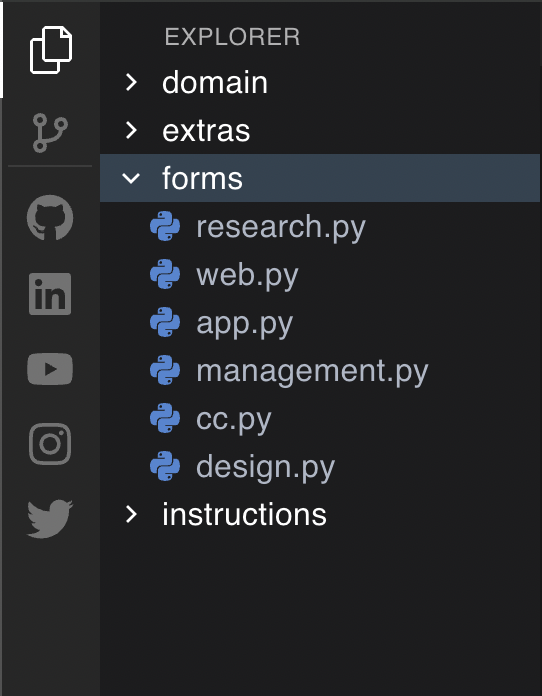 EXPLORER
domain
extras
forms
research.py
web.py
app.py
management.py
cc.py
design.py
instructions